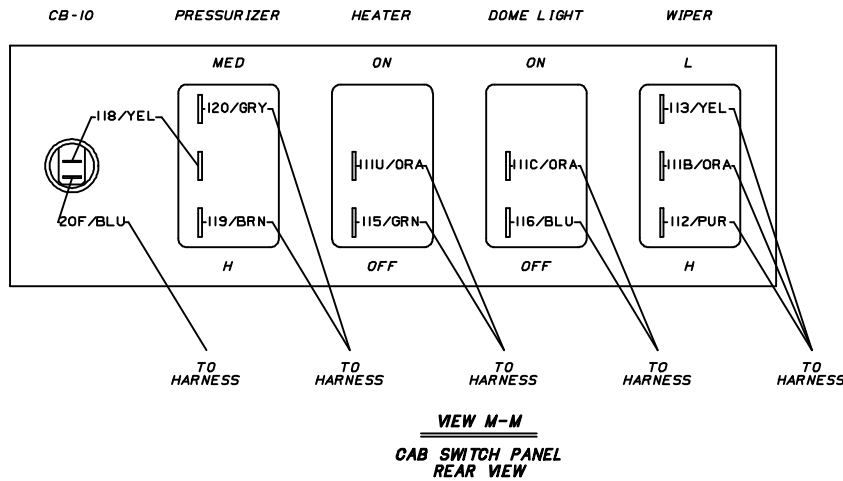 CB-10 PRESSURIZER HEATER DOME LIGHT WIPER
MED ON ON L
118/YEL 120/GRY 113/YEL
111U/ORA 111C/ORA 111B/ORA
20F/BLU 119/BRN 115/GRN 116/BLU 112/PUR
H OFF OFF H
TO TO TO TO TO
HARNESS HARNESS HARNESS HARNESS HARNESS
VIEW M-M
CAB SWITCH PANEL
REAR VIEW